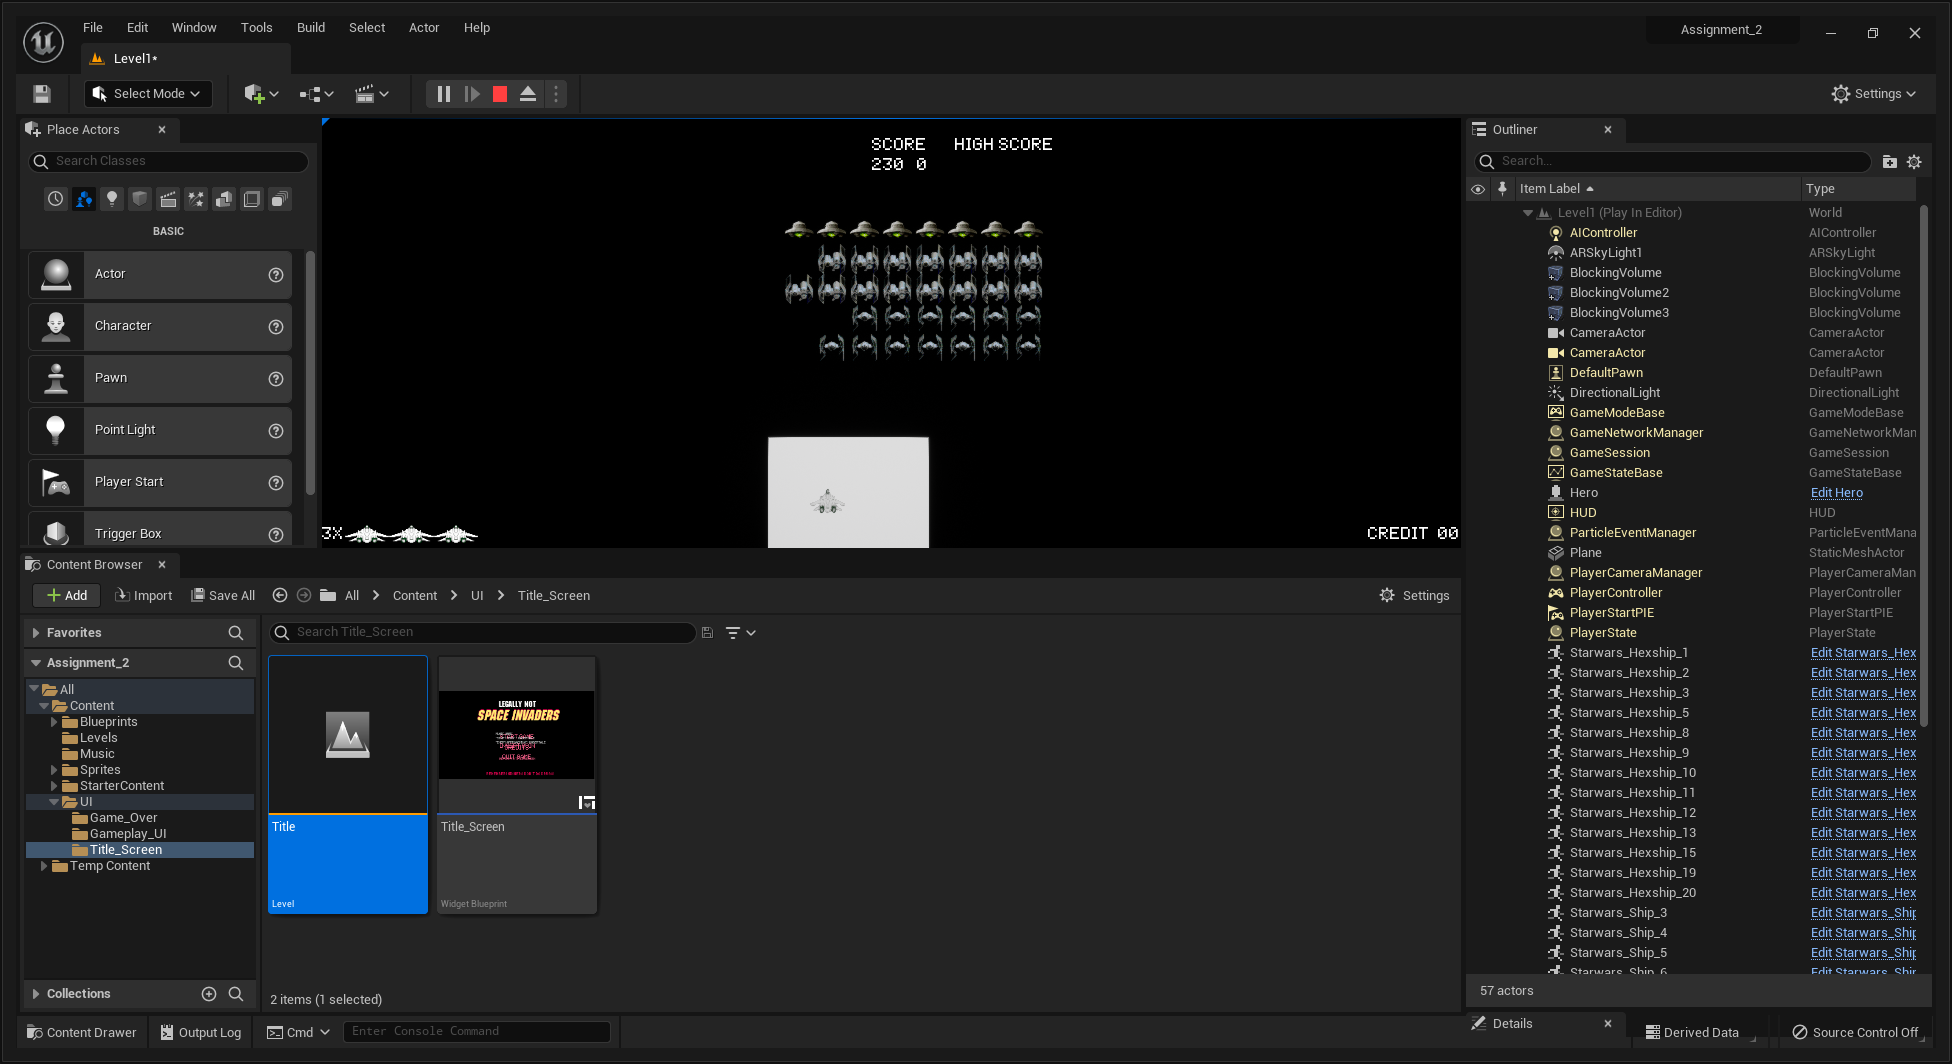 File Edit Window Tools Build Select Actor Help
Assignment_2
Level1*
Select Mode
Settings
Place Actors
Search Classes
BASIC
Actor
Character
Pawn
Point Light
Player Start
Trigger Box
SCORE HIGH SCORE
230 0
3X
CREDIT 00
Outliner
Search...
Item Label Type
Level1 (Play In Editor) World
AIController AIController
ARSkyLight1 ARSkyLight
BlockingVolume BlockingVolume
BlockingVolume2 BlockingVolume
BlockingVolume3 BlockingVolume
CameraActor CameraActor
CameraActor CameraActor
DefaultPawn DefaultPawn
DirectionalLight DirectionalLight
GameModeBase GameModeBase
GameNetworkManager GameNetworkMan
GameSession GameSession
GameStateBase GameStateBase
Hero Edit Hero
HUD HUD
ParticleEventManager ParticleEventMana
Plane StaticMeshActor
PlayerCameraManager PlayerCameraMan
PlayerController PlayerController
PlayerStartPIE PlayerStartPIE
PlayerState PlayerState
Starwars_Hexship_1 Edit Starwars_Hex
Starwars_Hexship_2 Edit Starwars_Hex
Starwars_Hexship_3 Edit Starwars_Hex
Starwars_Hexship_5 Edit Starwars_Hex
Starwars_Hexship_8 Edit Starwars_Hex
Starwars_Hexship_9 Edit Starwars_Hex
Starwars_Hexship_10 Edit Starwars_Hex
Starwars_Hexship_11 Edit Starwars_Hex
Starwars_Hexship_12 Edit Starwars_Hex
Starwars_Hexship_13 Edit Starwars_Hex
Starwars_Hexship_15 Edit Starwars_Hex
Starwars_Hexship_19 Edit Starwars_Hex
Starwars_Hexship_20 Edit Starwars_Hex
Starwars_Ship_3 Edit Starwars_Ship
Starwars_Ship_4 Edit Starwars_Ship
Starwars_Ship_5 Edit Starwars_Ship
Starwars_Ship_6 Edit Starwars_Ship
57 actors
Details
Content Browser
Add Import Save All All Content UI Title_Screen Settings
Favorites
Search Title_Screen
Assignment_2
All
Content
Blueprints
Levels
Music
Sprites
StarterContent
UI
Game_Over
Gameplay_UI
Title_Screen
Temp Content
Collections
LEGALLY NOT
SPACE INVADERS
QUIT GAME
Title
Level
Title_Screen
Widget Blueprint
2 items (1 selected)
Content Drawer Output Log Cmd Enter Console Command
Derived Data Source Control Off